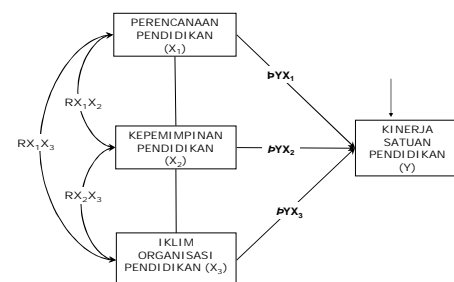 PERENCANAAN
PENDIDIKAN
(X₁)
ÞYX₁
RX₁X₂
RX₁X₃
KEPEMIMPINAN
PENDIDIKAN
(X₂)
ÞYX₂
KINERJA
SATUAN
PENDIDIKAN
(Y)
RX₂X₃
ÞYX₃
IKLIM
ORGANISASI
PENDIDIKAN (X₃)